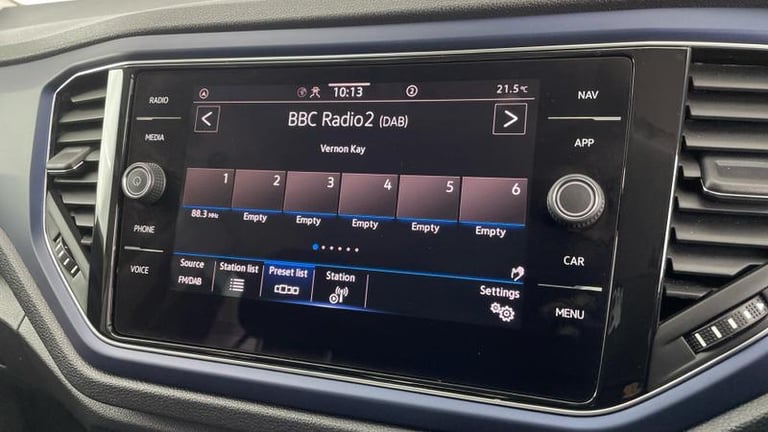 RADIO
MEDIA
PHONE
VOICE
10:13
2
21.5 °C
< BBC Radio2 (DAB) >
Vernon Kay
1 2 3 4 5 6
88.3 MHz Empty Empty Empty Empty Empty
Source Station list Preset list Station
FM/DAB
Settings
NAV
APP
CAR
MENU